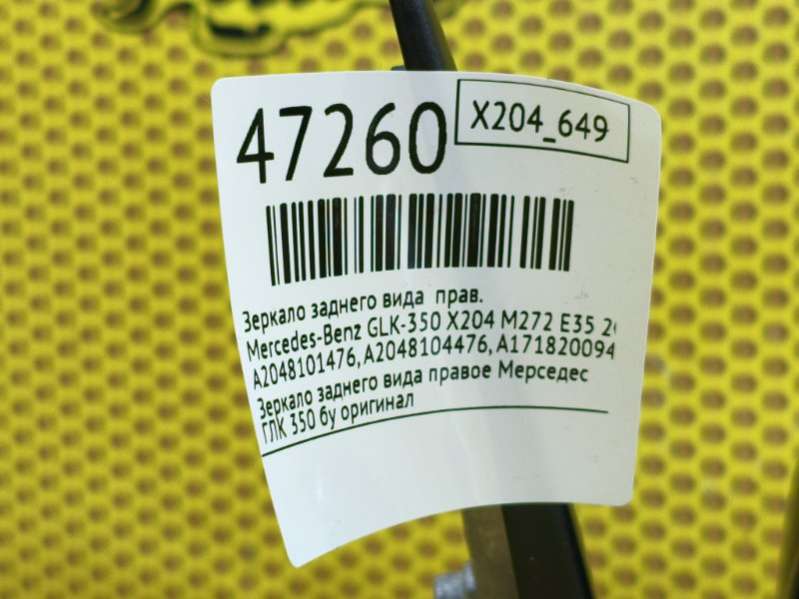 47260
X204_649
Зеркало заднего вида прав.
Mercedes-Benz GLK-350 X204 M272 E35
A2048101476, A2048104476, A171820094
Зеркало заднего вида правое Мерседес
ГЛК 350 бу оригинал